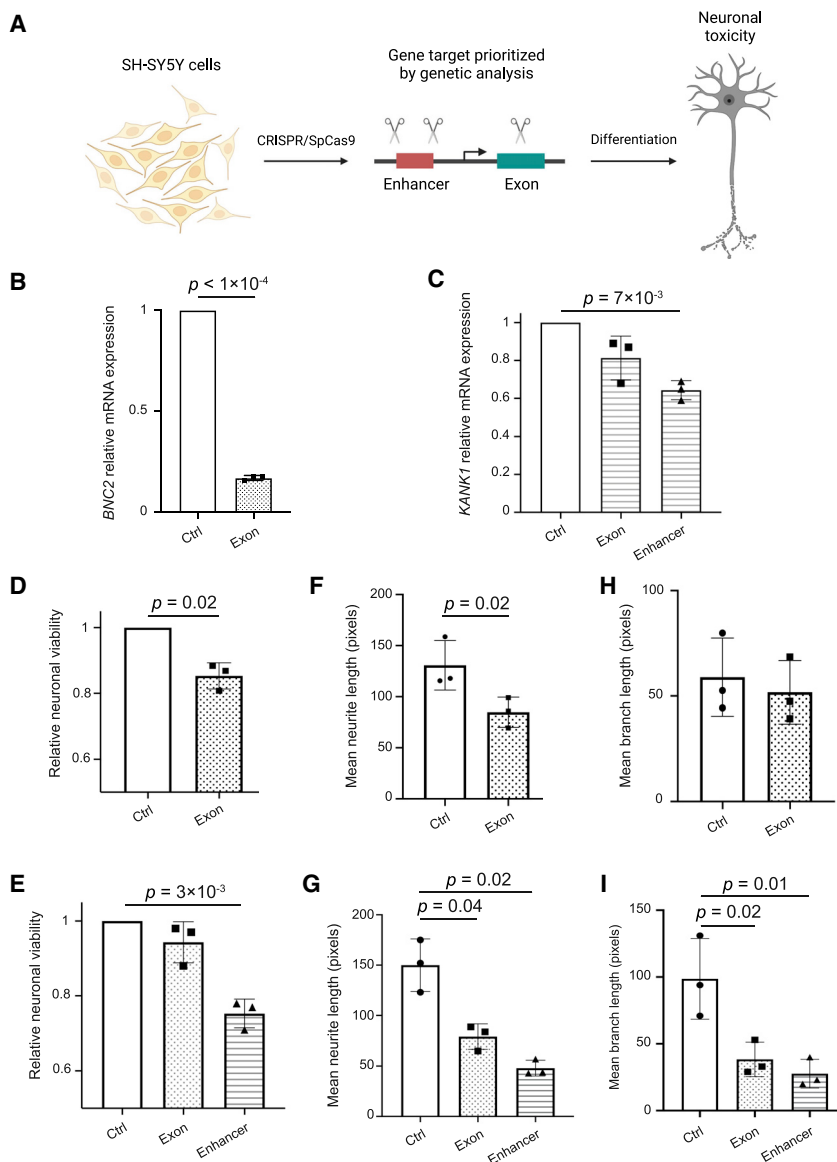 A
SH-SY5Y cells
CRISPR/SpCas9
Gene target prioritized
by genetic analysis
Enhancer
Exon
Differentiation
Neuronal
toxicity
B
p < 1×10⁻⁴
BNC2 relative mRNA expression
1
0.5
0
Ctrl
Exon
C
p = 7×10⁻³
KANK1 relative mRNA expression
1
0.8
0.6
0.4
0.2
0
Ctrl
Exon
Enhancer
D
p = 0.02
Relative neuronal viability
1
0.8
0.6
Ctrl
Exon
F
p = 0.02
Mean neurite length (pixels)
200
150
100
50
0
Ctrl
Exon
H
Mean branch length (pixels)
100
50
0
Ctrl
Exon
E
p = 3×10⁻³
Relative neuronal viability
1
0.8
0.6
Ctrl
Exon
Enhancer
G
p = 0.02
p = 0.04
Mean neurite length (pixels)
200
150
100
50
0
Ctrl
Exon
Enhancer
I
p = 0.01
p = 0.02
Mean branch length (pixels)
150
100
50
0
Ctrl
Exon
Enhancer